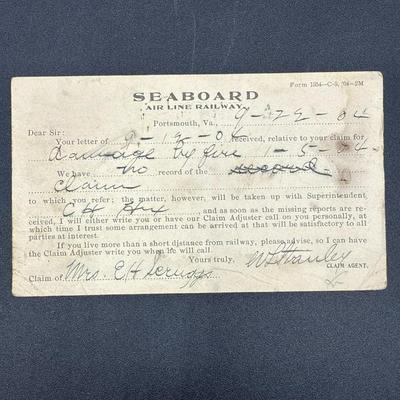 Form 1554—C-5, '04—2M
SEABOARD
AIR LINE RAILWAY
Portsmouth, Va., 9-29-04
Dear Sir:
Your letter of 9-12-04 received, relative to your claim for
damage by fire 1-5-04.
We have no record of the
claim
to which you refer; the matter, however, will be taken up with Superintendent
, and as soon as the missing reports are re-
ceived, I will either write you or have our Claim Adjuster call on you personally, at
which time I trust some arrangement can be arrived at that will be satisfactory to all
parties at interest.
If you live more than a short distance from railway, please advise, so I can have
the Claim Adjuster write you when he will call.
Yours truly,
CLAIM AGENT.
Claim of Mrs. E H Scruggs